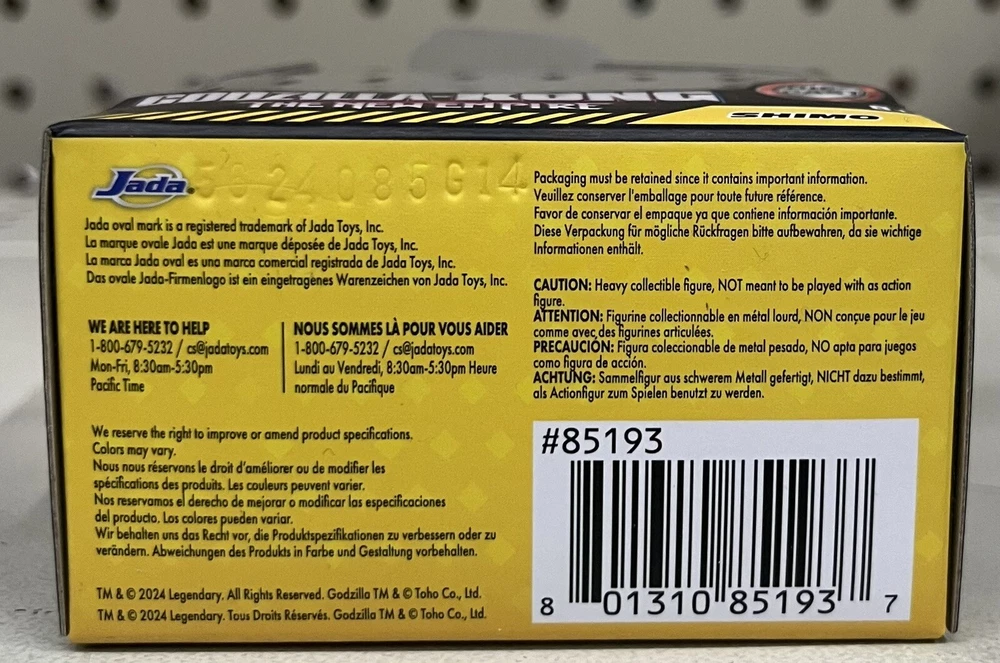 GODZILLA×KONG
THE NEW EMPIRE
SHIMO
Jada
Jada oval mark is a registered trademark of Jada Toys, Inc.
La marque ovale Jada est une marque déposée de Jada Toys, Inc.
La marca Jada oval es una marca comercial registrada de Jada Toys, Inc.
Das ovale Jada-Firmenlogo ist ein eingetragenes Warenzeichen von Jada Toys, Inc.
WE ARE HERE TO HELP
1-800-679-5232 / cs@jadatoys.com
Mon-Fri, 8:30am-5:30pm
Pacific Time
NOUS SOMMES LÀ POUR VOUS AIDER
1-800-679-5232 / cs@jadatoys.com
Lundi au Vendredi, 8:30am-5:30pm Heure
normale du Pacifique
We reserve the right to improve or amend product specifications.
Colors may vary.
Nous nous réservons le droit d'améliorer ou de modifier les
spécifications des produits. Les couleurs peuvent varier.
Nos reservamos el derecho de mejorar o modificar las especificaciones
del producto. Los colores pueden variar.
Wir behalten uns das Recht vor, die Produktspezifikationen zu verbessern oder zu
verändern. Abweichungen des Produkts in Farbe und Gestaltung vorbehalten.
TM & © 2024 Legendary. All Rights Reserved. Godzilla TM & © Toho Co., Ltd.
TM & © 2024 Legendary. Tous Droits Réservés. Godzilla TM & © Toho Co., Ltd.
Packaging must be retained since it contains important information.
Veuillez conserver l'emballage pour toute future référence.
Favor de conservar el empaque ya que contiene información importante.
Diese Verpackung für mögliche Rückfragen bitte aufbewahren, da sie wichtige
Informationen enthält.
CAUTION: Heavy collectible figure, NOT meant to be played with as action
figure.
ATTENTION: Figurine collectionnable en métal lourd, NON conçue pour le jeu
comme avec des figurines articulées.
PRECAUCIÓN: Figura coleccionable de metal pesado, NO apta para juegos
como figura de acción.
ACHTUNG: Sammelfigur aus schwerem Metall gefertigt, NICHT dazu bestimmt,
als Actionfigur zum Spielen benutzt zu werden.
#85193
8 01310 85193 7